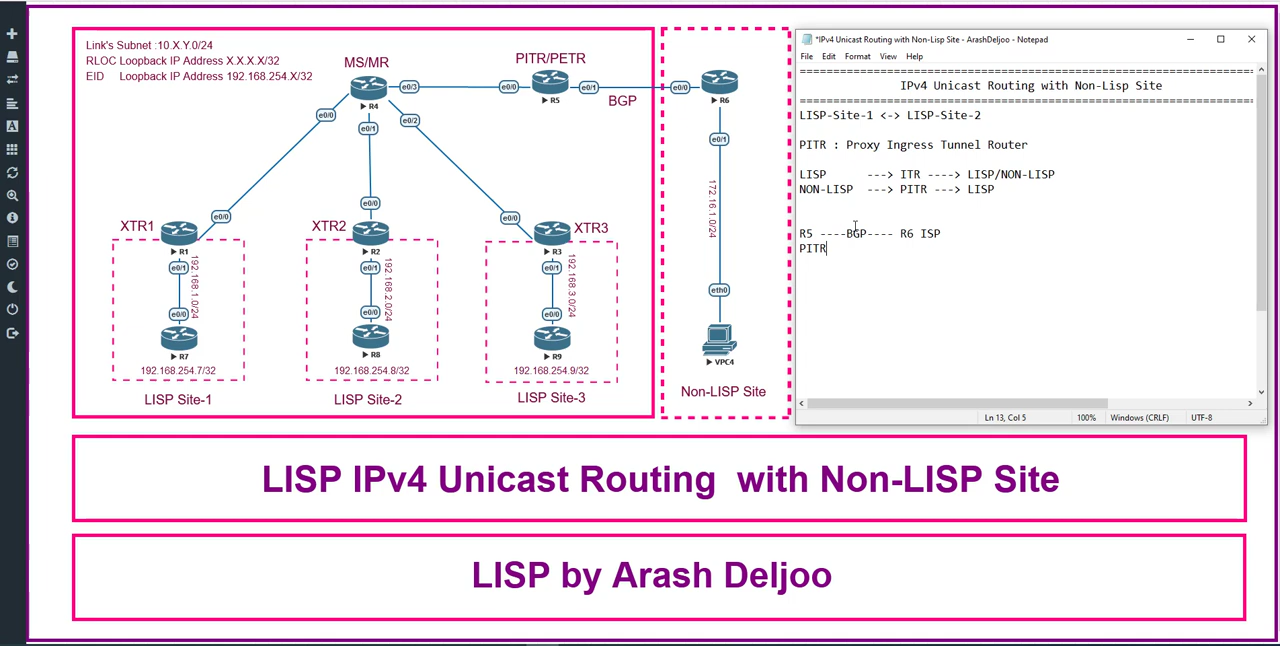 Link's Subnet :10.X.Y.0/24
RLOC Loopback IP Address X.X.X.X/32
EID Loopback IP Address 192.168.254.X/32
MS/MR
PITR/PETR
R4
e0/3
e0/0
R5
e0/1
BGP
e0/0
R6
e0/0
e0/1
e0/2
e0/1
172.16.1.0/24
eth0
VPC4
Non-LISP Site
XTR1
e0/0
R1
e0/1
192.168.1.0/24
e0/0
R7
192.168.254.7/32
LISP Site-1
XTR2
e0/0
R2
e0/1
192.168.2.0/24
e0/0
R8
192.168.254.8/32
LISP Site-2
e0/0
XTR3
R3
e0/1
192.168.3.0/24
e0/0
R9
192.168.254.9/32
LISP Site-3
*IPv4 Unicast Routing with Non-Lisp Site - ArashDeljoo - Notepad
File Edit Format View Help
IPv4 Unicast Routing with Non-Lisp Site
LISP-Site-1 <-> LISP-Site-2
PITR : Proxy Ingress Tunnel Router
LISP ---> ITR ----> LISP/NON-LISP
NON-LISP ---> PITR ---> LISP
R5 ----BGP---- R6 ISP
PITR
Ln 13, Col 5 100% Windows (CRLF) UTF-8
LISP IPv4 Unicast Routing with Non-LISP Site
LISP by Arash Deljoo